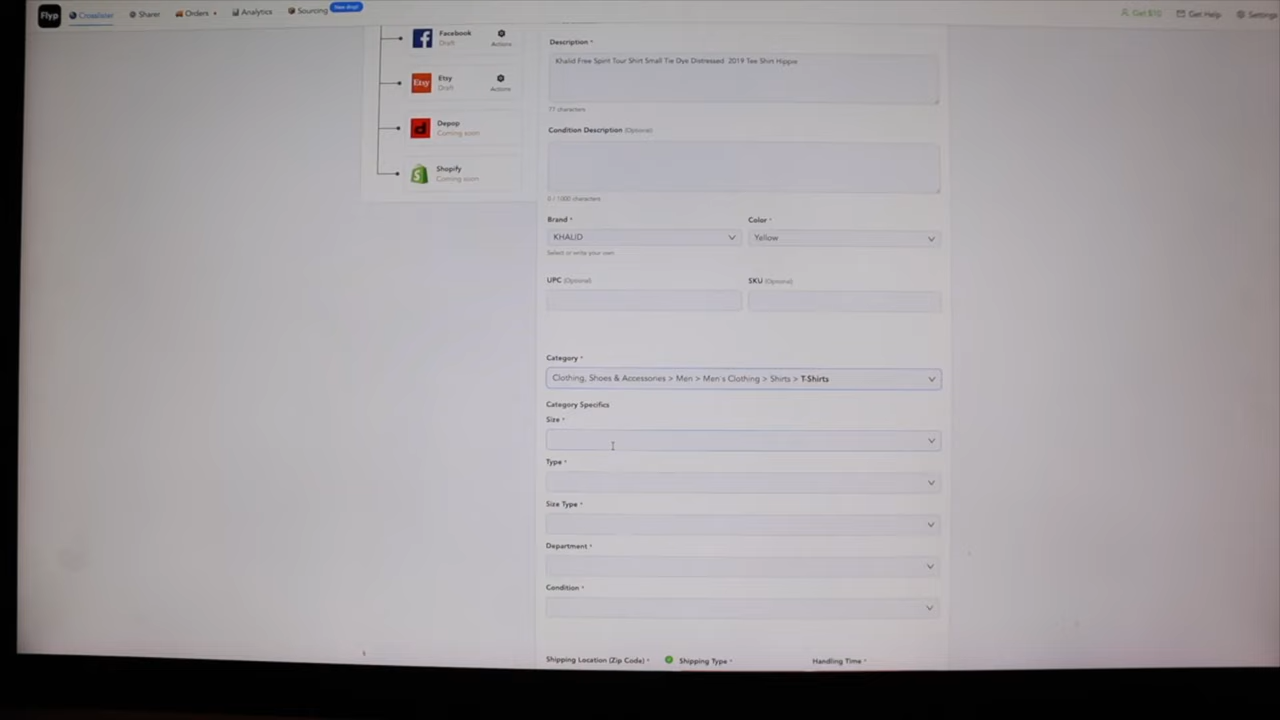 Flyp
Crosslister
Sharer
Orders
Analytics
Sourcing
New drop!
Get $10
Get Help
Settings
Facebook
Draft
Actions
Etsy
Etsy
Draft
Actions
Depop
Coming soon
Shopify
Coming soon
Description *
Khalid Free Spirit Tour Shirt Small Tie Dye Distressed 2019 Tee Shirt Hippie
77 characters
Condition Description (Optional)
0 / 1000 characters
Brand *
Color *
KHALID
Yellow
Select or write your own
UPC (Optional)
SKU (Optional)
Category *
Clothing, Shoes & Accessories > Men > Men's Clothing > Shirts > T-Shirts
Category Specifics
Size *
Type *
Size Type *
Department *
Condition *
Shipping Location (Zip Code) *
Shipping Type *
Handling Time *